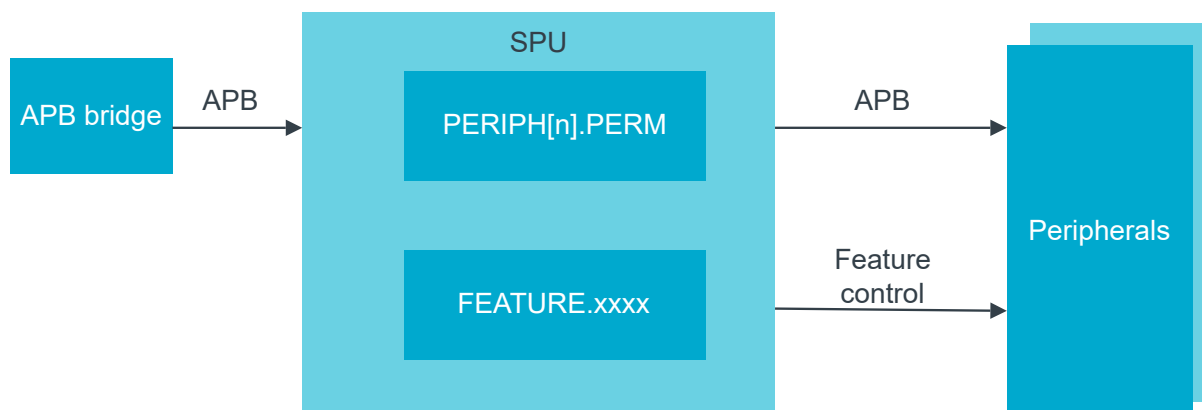 SPU
APB bridge
APB
PERIPH[n].PERM
APB
Peripherals
FEATURE.xxxx
Feature
control